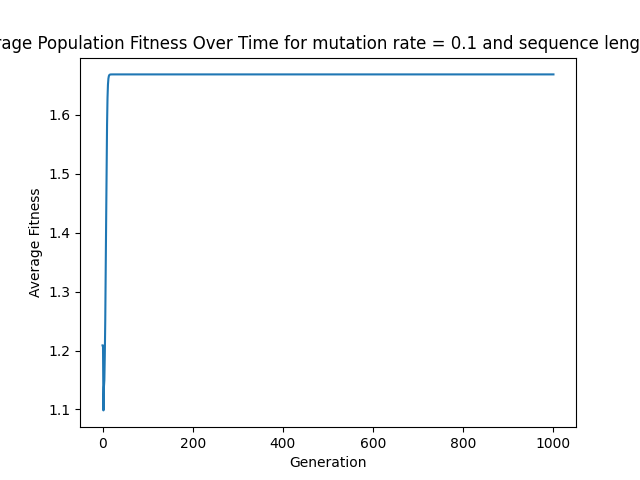 rage Population Fitness Over Time for mutation rate = 0.1 and sequence leng
1.6
1.5
1.4
1.3
1.2
1.1
Average Fitness
0 200 400 600 800 1000
Generation